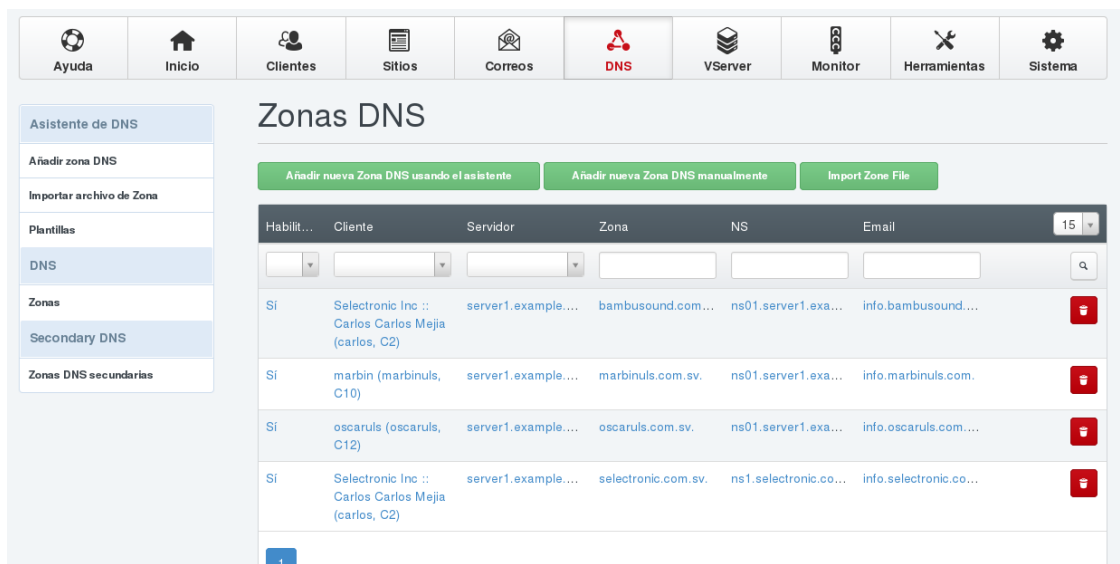 Ayuda
Inicio
Clientes
Sitios
Correos
DNS
VServer
Monitor
Herramientas
Sistema
Asistente de DNS
Añadir zona DNS
Importar archivo de Zona
Plantillas
DNS
Zonas
Secondary DNS
Zonas DNS secundarias
Zonas DNS
Añadir nueva Zona DNS usando el asistente
Añadir nueva Zona DNS manualmente
Import Zone File
Habilit... Cliente Servidor Zona NS Email 15
Sí Selectronic Inc :: server1.example.... bambusound.com... ns01.server1.exa... info.bambusound....
Carlos Carlos Mejia
(carlos, C2)
Sí marbin (marbinuls, server1.example.... marbinuls.com.sv. ns01.server1.exa... info.marbinuls.com.
C10)
Sí oscaruls (oscaruls, server1.example.... oscaruls.com.sv. ns01.server1.exa... info.oscaruls.com....
C12)
Sí Selectronic Inc :: server1.example.... selectronic.com.sv. ns1.selectronic.co... info.selectronic.co...
Carlos Carlos Mejia
(carlos, C2)
1